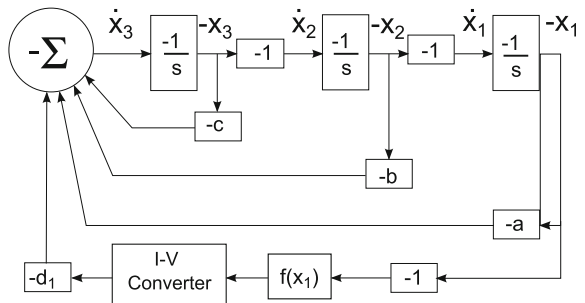 -Σ
ẋ₃
-1
s
-x₃
-1
ẋ₂
-1
s
-x₂
-1
ẋ₁
-1
s
-x₁
-c
-b
-a
-d₁
I-V
Converter
f(x₁)
-1